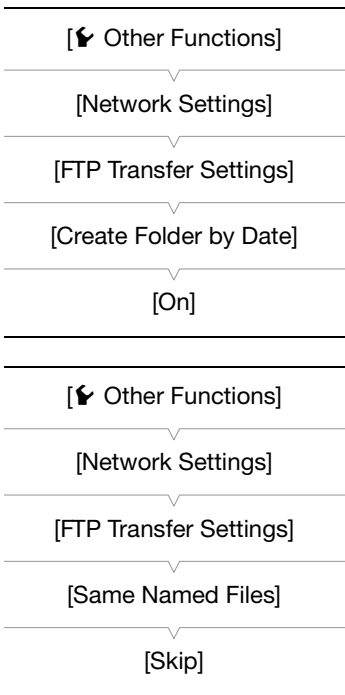 [ Other Functions]
[Network Settings]
[FTP Transfer Settings]
[Create Folder by Date]
[On]
[ Other Functions]
[Network Settings]
[FTP Transfer Settings]
[Same Named Files]
[Skip]